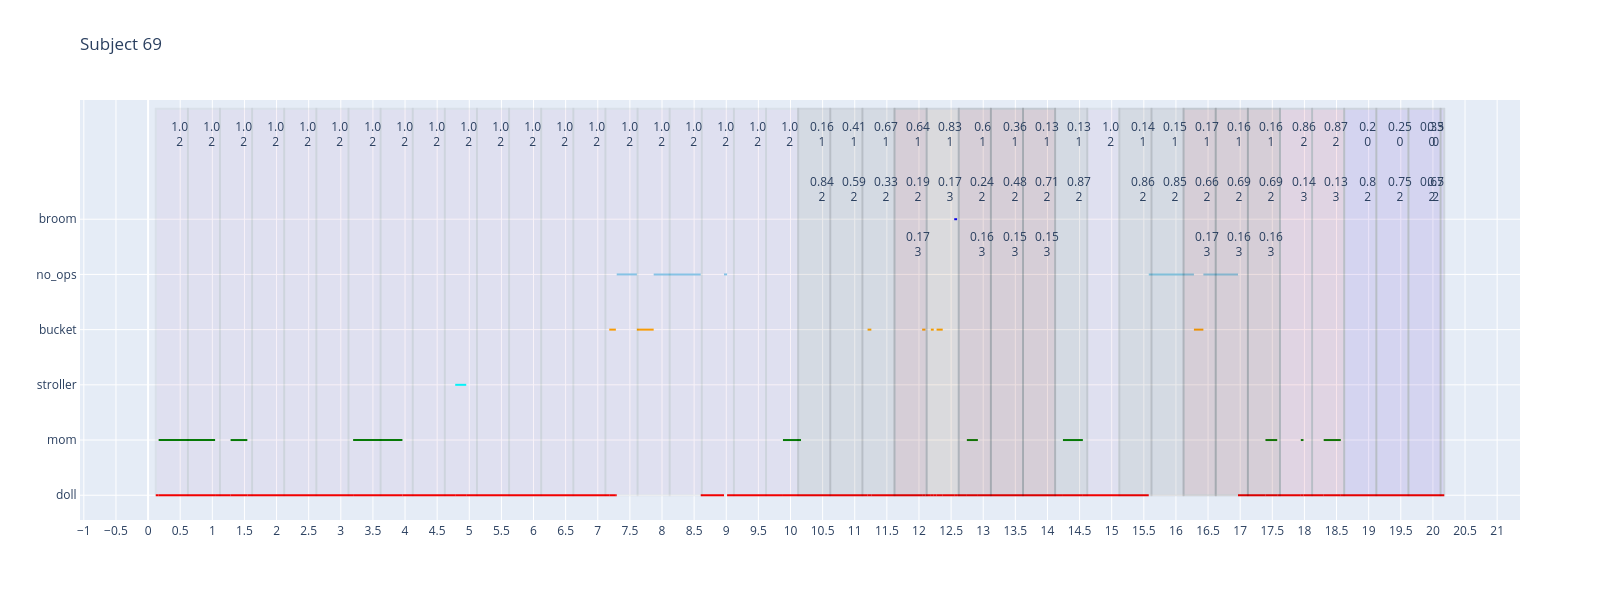 Subject 69
1.0 1.0 1.0 1.0 1.0 1.0 1.0 1.0 1.0 1.0 1.0 1.0 1.0 1.0 1.0 1.0 1.0 1.0 1.0 1.0 0.16 0.41 0.67 0.64 0.83 0.6 0.36 0.13 0.13 1.0 0.14 0.15 0.17 0.16 0.16 0.86 0.87 0.2 0.25
2 2 2 2 2 2 2 2 2 2 2 2 2 2 2 2 2 2 2 2 1 1 1 1 1 1 1 1 1 2 1 1 1 1 1 2 2 0 0
0.84 0.59 0.33 0.19 0.17 0.24 0.48 0.71 0.87 0.86 0.85 0.66 0.69 0.69 0.14 0.13 0.8 0.75
2 2 2 2 3 2 2 2 2 2 2 2 2 2 3 3 2 2
broom
0.17 0.16 0.15 0.15 0.17 0.16 0.16
3 3 3 3 3 3 3
no_ops
bucket
stroller
mom
doll
−1 −0.5 0 0.5 1 1.5 2 2.5 3 3.5 4 4.5 5 5.5 6 6.5 7 7.5 8 8.5 9 9.5 10 10.5 11 11.5 12 12.5 13 13.5 14 14.5 15 15.5 16 16.5 17 17.5 18 18.5 19 19.5 20 20.5 21